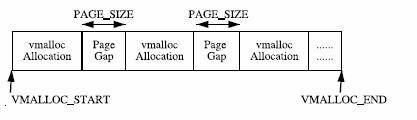 PAGE_SIZE PAGE_SIZE
vmalloc Page vmalloc Page vmalloc ......
Allocation Gap Allocation Gap Allocation ......
VMALLOC_START VMALLOC_END